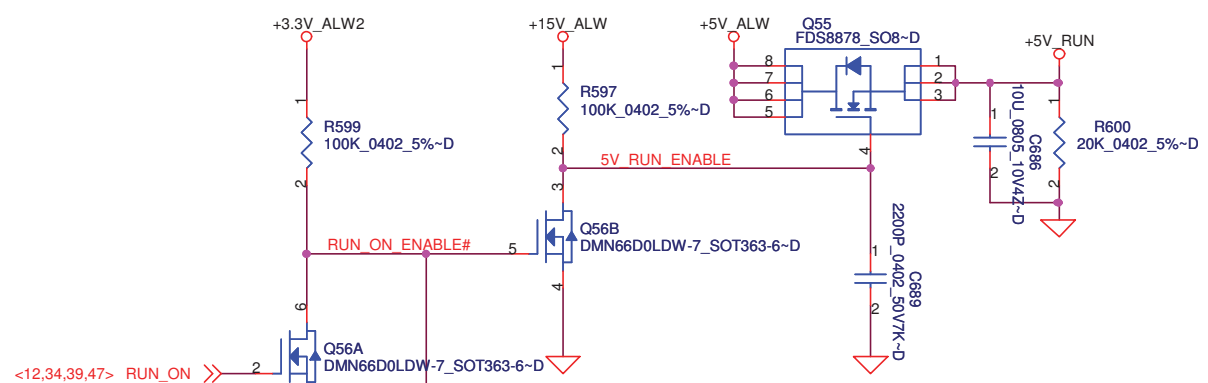 +3.3V_ALW2
+15V_ALW
+5V_ALW
Q55
FDS8878_SO8~D
+5V_RUN
8
7
6
5
1
2
3
4
1
R597
100K_0402_5%~D
2
1
R599
100K_0402_5%~D
2
10U_0805_10V4Z~D
C686
1
2
1
R600
20K_0402_5%~D
2
5V_RUN_ENABLE
3
Q56B
DMN66D0LDW-7_SOT363-6~D
RUN_ON_ENABLE#
5
4
2200P_0402_50V7K~D
C689
1
2
6
Q56A
DMN66D0LDW-7_SOT363-6~D
<12,34,39,47> RUN_ON
2